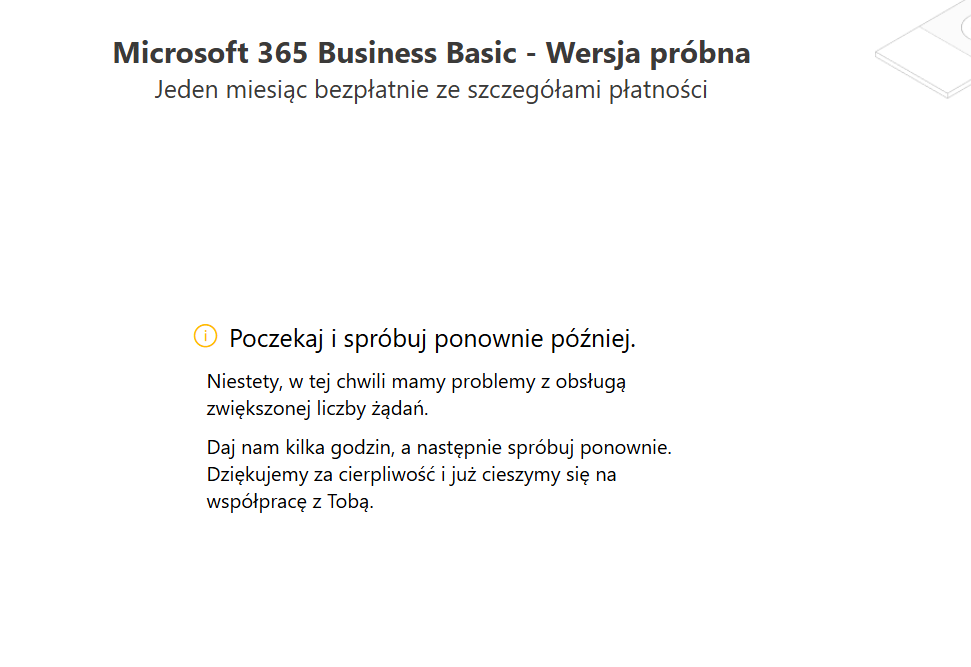 Microsoft 365 Business Basic - Wersja próbna
Jeden miesiąc bezpłatnie ze szczegółami płatności
Poczekaj i spróbuj ponownie później.
Niestety, w tej chwili mamy problemy z obsługą
zwiększonej liczby żądań.
Daj nam kilka godzin, a następnie spróbuj ponownie.
Dziękujemy za cierpliwość i już cieszymy się na
współpracę z Tobą.